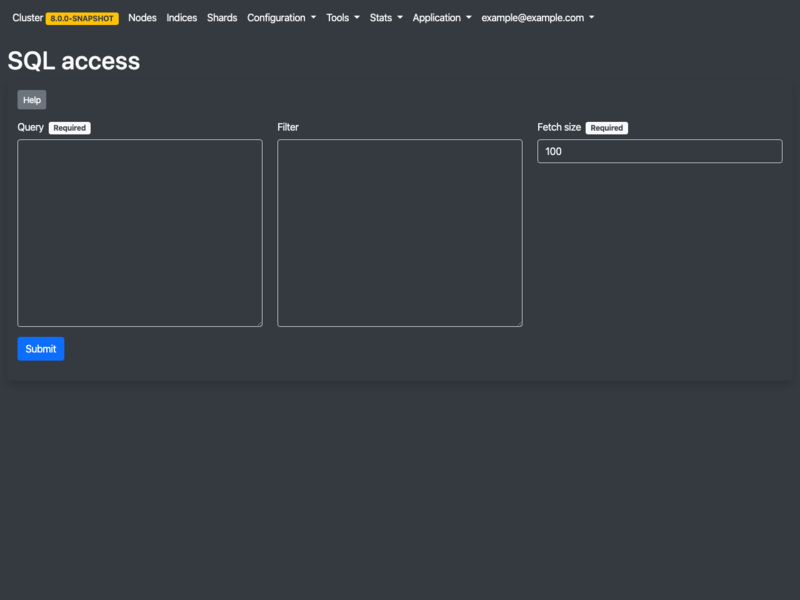 Cluster 8.0.0-SNAPSHOT Nodes Indices Shards Configuration Tools Stats Application example@example.com
SQL access
Help
Query Required Filter Fetch size Required
100
Submit